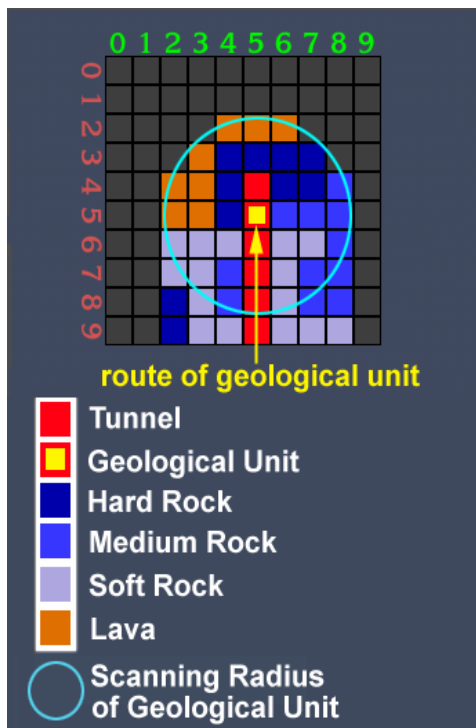 0 1 2 3 4 5 6 7 8 9
0
1
2
3
4
5
6
7
8
9
route of geological unit
Tunnel
Geological Unit
Hard Rock
Medium Rock
Soft Rock
Lava
Scanning Radius
of Geological Unit